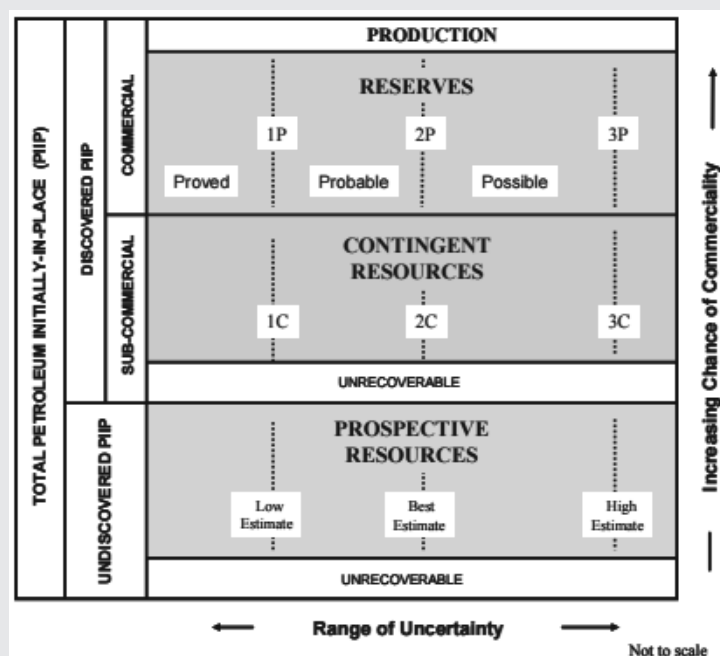 TOTAL PETROLEUM INITIALLY-IN-PLACE (PIIP)
DISCOVERED PIIP
UNDISCOVERED PIIP
COMMERCIAL
SUB-COMMERCIAL
PRODUCTION
RESERVES
1P
2P
3P
Proved
Probable
Possible
CONTINGENT
RESOURCES
1C
2C
3C
UNRECOVERABLE
PROSPECTIVE
RESOURCES
Low
Estimate
Best
Estimate
High
Estimate
UNRECOVERABLE
Increasing Chance of Commerciality
Range of Uncertainty
Not to scale